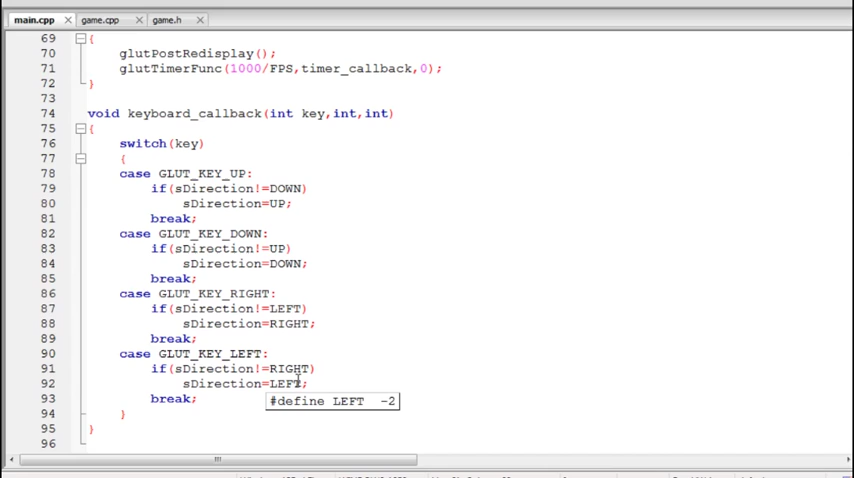 main.cpp game.cpp game.h
69 {
70 glutPostRedisplay();
71 glutTimerFunc(1000/FPS,timer_callback,0);
72 }
73
74 void keyboard_callback(int key,int,int)
75 {
76 switch(key)
77 {
78 case GLUT_KEY_UP:
79 if(sDirection!=DOWN)
80 sDirection=UP;
81 break;
82 case GLUT_KEY_DOWN:
83 if(sDirection!=UP)
84 sDirection=DOWN;
85 break;
86 case GLUT_KEY_RIGHT:
87 if(sDirection!=LEFT)
88 sDirection=RIGHT;
89 break;
90 case GLUT_KEY_LEFT:
91 if(sDirection!=RIGHT)
92 sDirection=LEFT;
93 break; #define LEFT -2
94 }
95 }
96